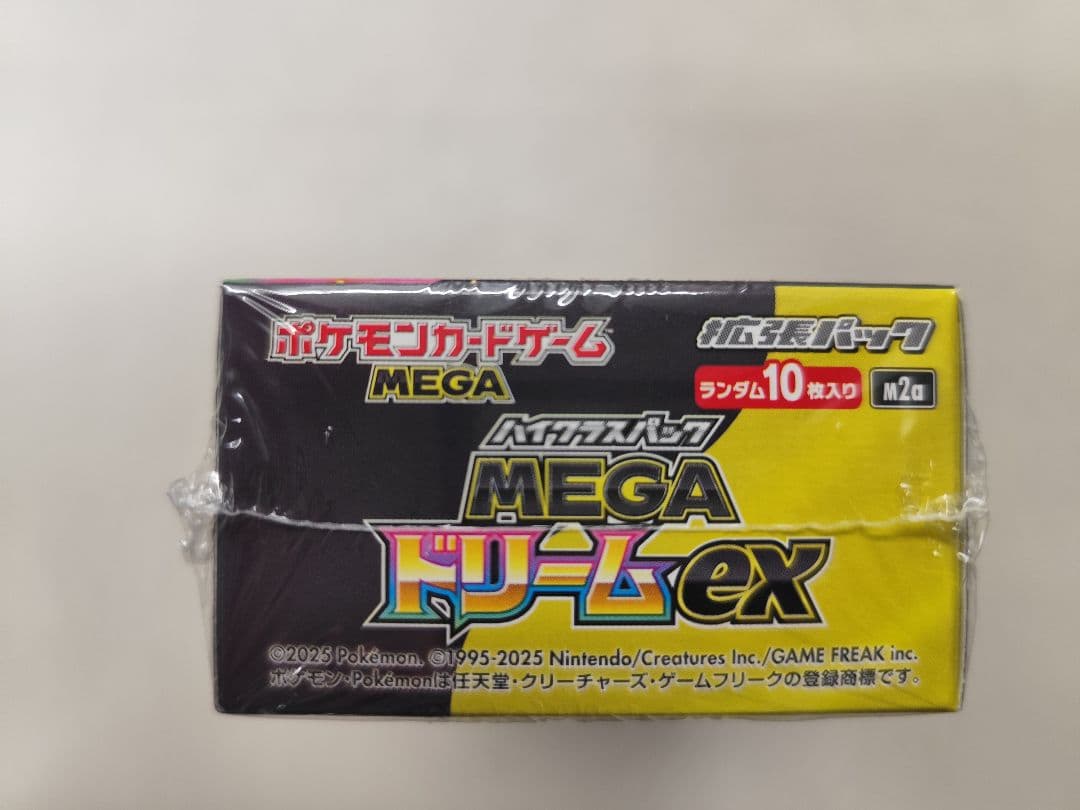 ポケモンカードゲーム™
MEGA
拡張パック
ランダム10枚入り
M2a
ハイクラスパック
MEGA
ドリームex
©2025 Pokémon. ©1995-2025 Nintendo/Creatures Inc./GAME FREAK inc.
ポケモン・Pokémonは任天堂・クリーチャーズ・ゲームフリークの登録商標です。